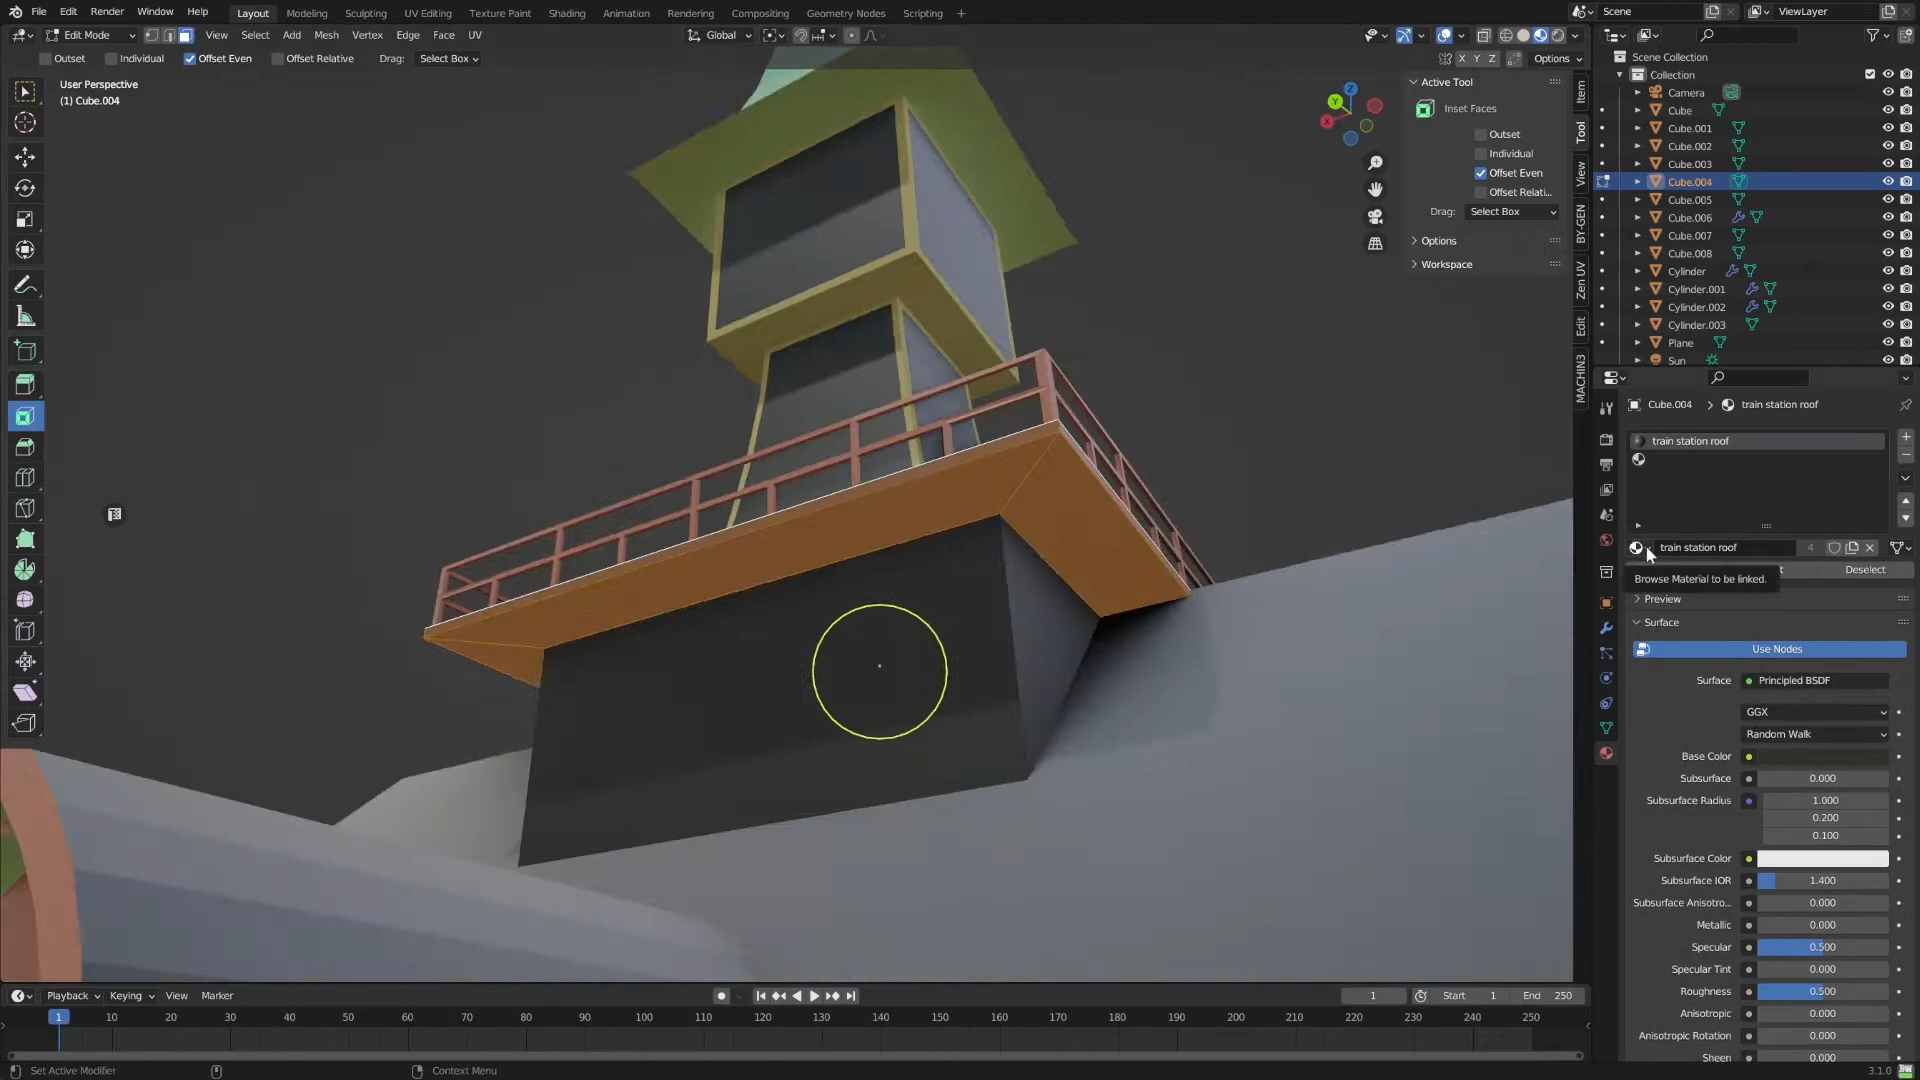 File Edit Render Window Help Layout Modeling Sculpting UV Editing Texture Paint Shading Animation Rendering Compositing Geometry Nodes Scripting + Scene ViewLayer
Edit Mode View Select Add Mesh Vertex Edge Face UV Global
Outset Individual Offset Even Offset Relative Drag: Select Box X Y Z Options
User Perspective
(1) Cube.004
Active Tool
Inset Faces
Outset
Individual
Offset Even
Offset Relati...
Drag: Select Box
Options
Workspace
Z
Y
X
Item
Tool
View
BY-GEN
Zen UV
Edit
MACHIN3
Scene Collection
Collection
Camera
Cube
Cube.001
Cube.002
Cube.003
Cube.004
Cube.005
Cube.006
Cube.007
Cube.008
Cylinder
Cylinder.001
Cylinder.002
Cylinder.003
Plane
Sun
Cube.004 > train station roof
train station roof
train station roof 4
Browse Material to be linked.
Deselect
Preview
Surface
Use Nodes
Surface Principled BSDF
GGX
Random Walk
Base Color
Subsurface 0.000
Subsurface Radius 1.000
0.200
0.100
Subsurface Color
Subsurface IOR 1.400
Subsurface Anisotro... 0.000
Metallic 0.000
Specular 0.500
Specular Tint 0.000
Roughness 0.500
Anisotropic 0.000
Anisotropic Rotation 0.000
Sheen 0.000
Playback Keying View Marker 1 Start 1 End 250
1 10 20 30 40 50 60 70 80 90 100 110 120 130 140 150 160 170 180 190 200 210 220 230 240 250
Set Active Modifier Context Menu 3.1.0